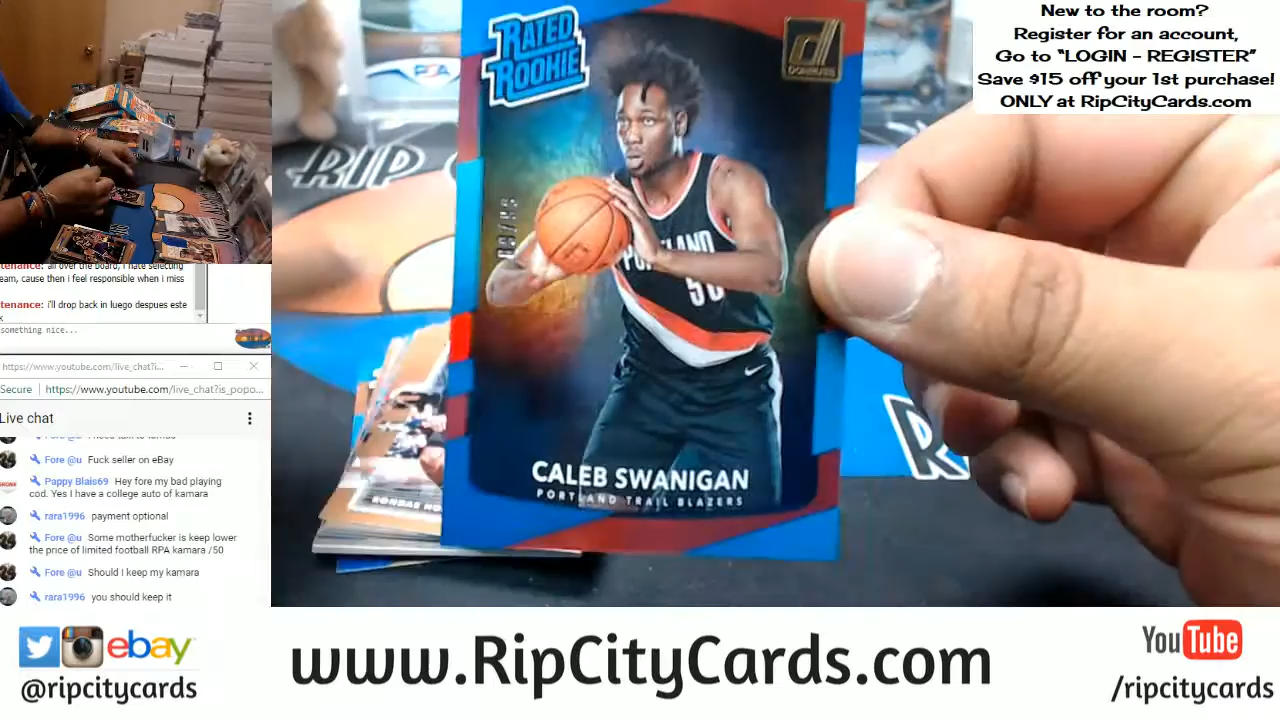 New to the room?
Register for an account,
Go to "LOGIN - REGISTER"
Save $15 off your 1st purchase!
ONLY at RipCityCards.com
RATED
ROOKIE
DONRUSS
RIP
PORTLAND
CALEB SWANIGAN
PORTLAND TRAIL BLAZERS
RONDAE
R
tenance: all over the board, i hate selecting
eam, cause then i feel responsible when i miss
tenance: i'll drop back in luego despues este
something nice...
https://www.youtube.com/live_chat?i...
Secure https://www.youtube.com/live_chat?is_popo...
Live chat
Fore @u
Fore @u Fuck seller on eBay
Pappy Blais69 Hey fore my bad playing
cod. Yes I have a college auto of kamara
rara1996 payment optional
Fore @u Some motherfucker is keep lower
the price of limited football RPA kamara /50
Fore @u Should I keep my kamara
rara1996 you should keep it
ebay
@ripcitycards
www.RipCityCards.com
YouTube
/ripcitycards